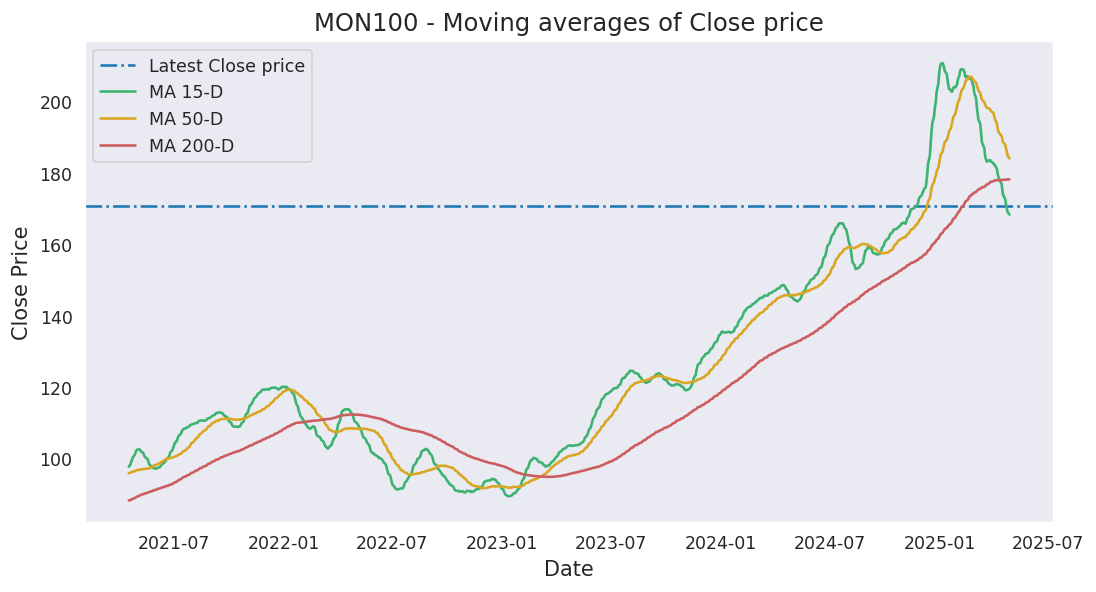 MON100 - Moving averages of Close price
Latest Close price
MA 15-D
MA 50-D
MA 200-D
Close Price
200
180
160
140
120
100
2021-07
2022-01
2022-07
2023-01
2023-07
2024-01
2024-07
2025-01
2025-07
Date